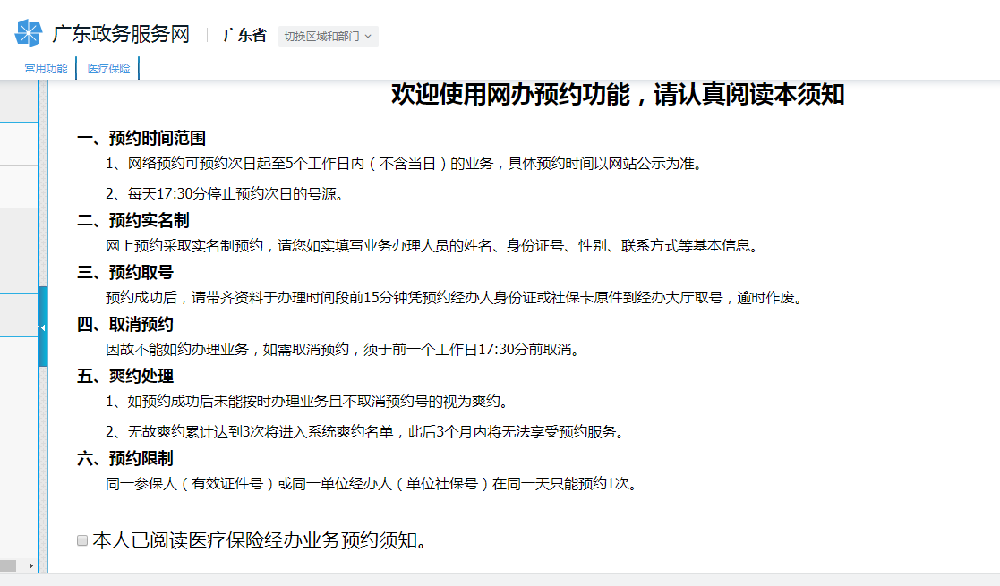 广东政务服务网 广东省 切换区域和部门
常用功能 医疗保险
欢迎使用网办预约功能，请认真阅读本须知
一、预约时间范围
1、网络预约可预约次日起至5个工作日内（不含当日）的业务，具体预约时间以网站公示为准。
2、每天17:30分停止预约次日的号源。
二、预约实名制
网上预约采取实名制预约，请您如实填写业务办理人员的姓名、身份证号、性别、联系方式等基本信息。
三、预约取号
预约成功后，请带齐资料于办理时间段前15分钟凭预约经办人身份证或社保卡原件到经办大厅取号，逾时作废。
四、取消预约
因故不能如约办理业务，如需取消预约，须于前一个工作日17:30分前取消。
五、爽约处理
1、如预约成功后未能按时办理业务且不取消预约号的视为爽约。
2、无故爽约累计达到3次将进入系统爽约名单，此后3个月内将无法享受预约服务。
六、预约限制
同一参保人（有效证件号）或同一单位经办人（单位社保号）在同一天只能预约1次。
本人已阅读医疗保险经办业务预约须知。